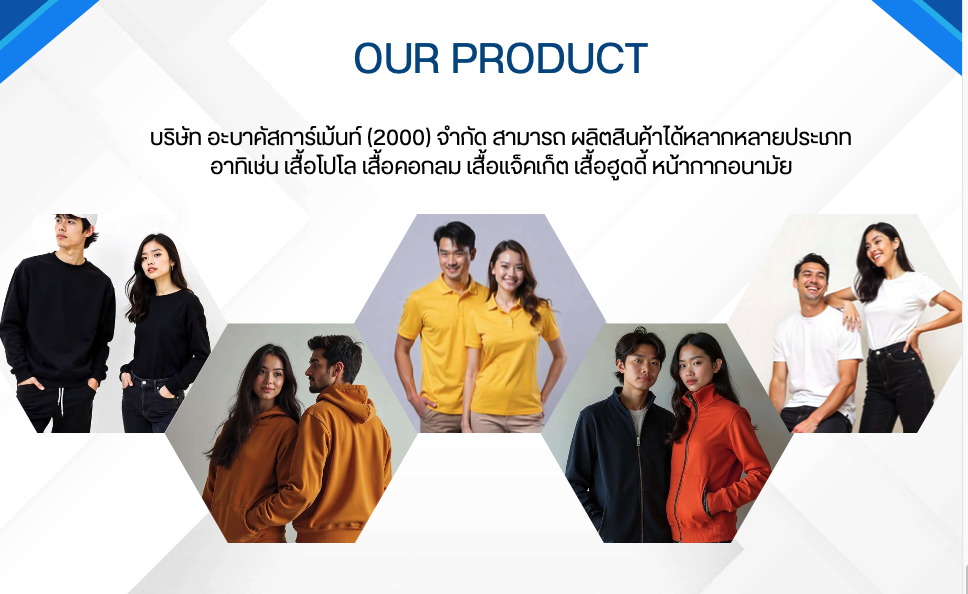 OUR PRODUCT
บริษัท อะบาคัสการ์เม้นท์ (2000) จำกัด สามารถ ผลิตสินค้าได้หลากหลายประเภท
อาทิเช่น เสื้อโปโล เสื้อคอกลม เสื้อแจ็คเก็ต เสื้อฮูดดี้ หน้ากากอนามัย